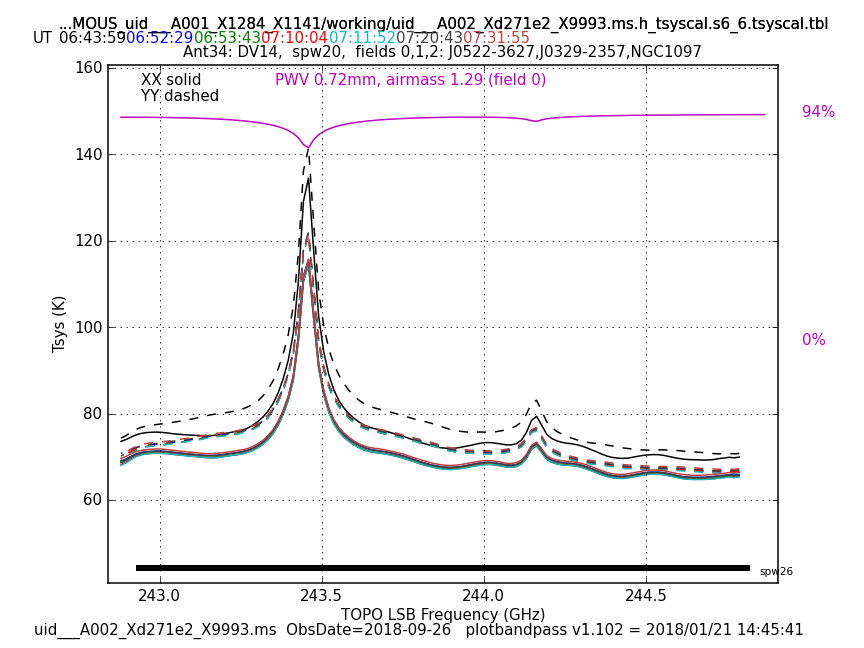 ...MOUS_uid___A001_X1284_X1141/working/uid___A002_Xd271e2_X9993.ms.h_tsyscal.s6_6.tsyscal.tbl
UT 06:43:59 06:52:29 06:53:43 07:10:04 07:11:52 07:20:43 07:31:55
Ant34: DV14, spw20, fields 0,1,2: J0522-3627,J0329-2357,NGC1097
XX solid PWV 0.72mm, airmass 1.29 (field 0)
YY dashed
94%
0%
160
140
120
100
80
60
Tsys (K)
spw26
243.0 243.5 244.0 244.5
TOPO LSB Frequency (GHz)
uid___A002_Xd271e2_X9993.ms ObsDate=2018-09-26 plotbandpass v1.102 = 2018/01/21 14:45:41